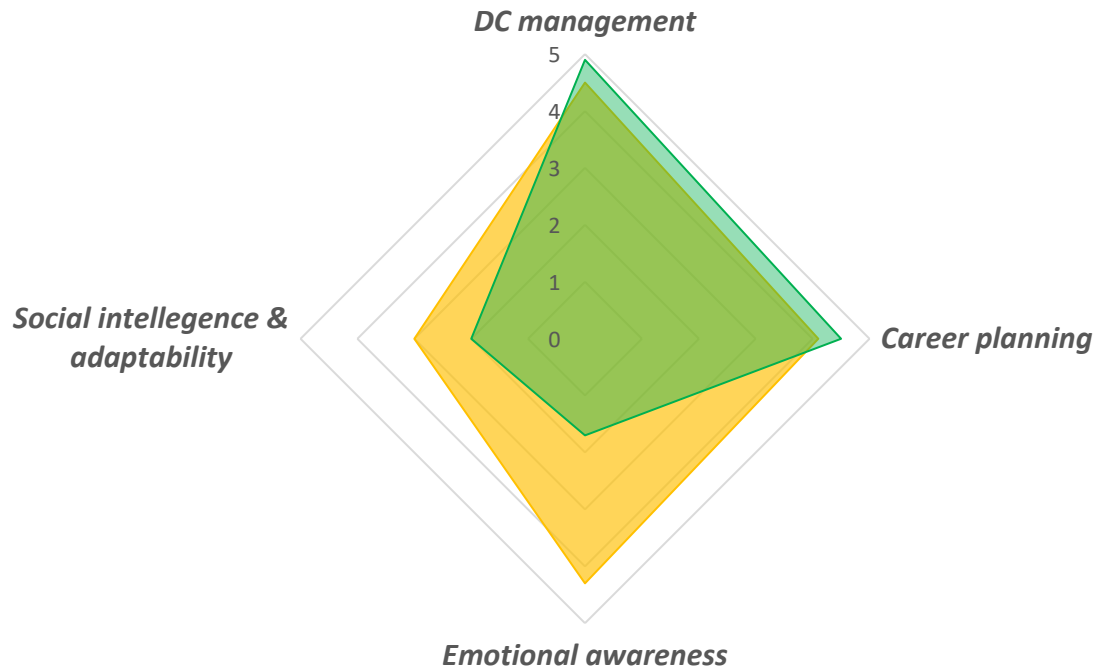 DC management
5
4
3
2
1
0
Social intellegence &
adaptability
Career planning
Emotional awareness